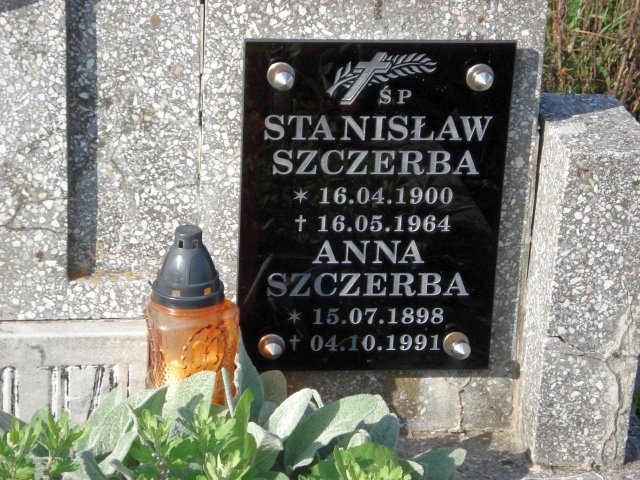 ŚP
STANISŁAW
SZCZERBA
* 16.04.1900
† 16.05.1964
ANNA
SZCZERBA
* 15.07.1898
† 04.10.1991